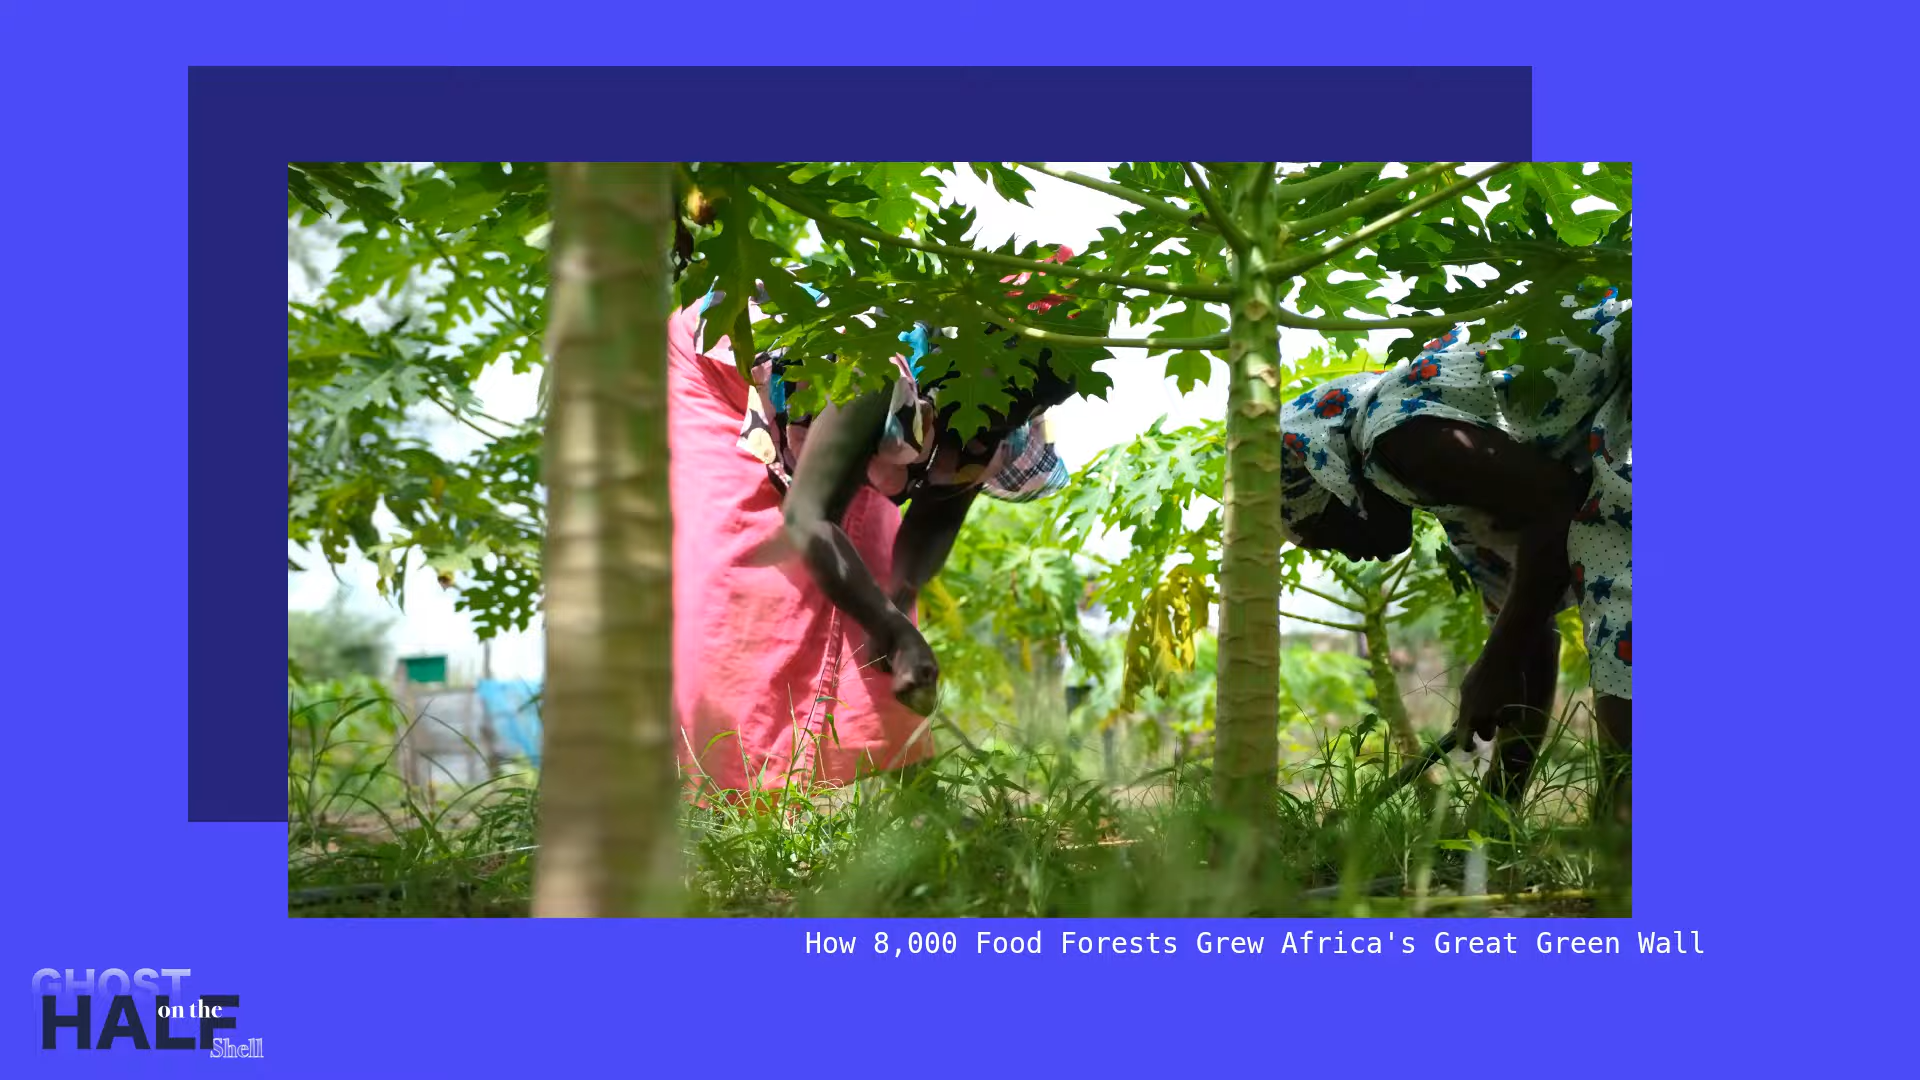 How 8,000 Food Forests Grew Africa's Great Green Wall
GHOST
HALF
on the
Shell